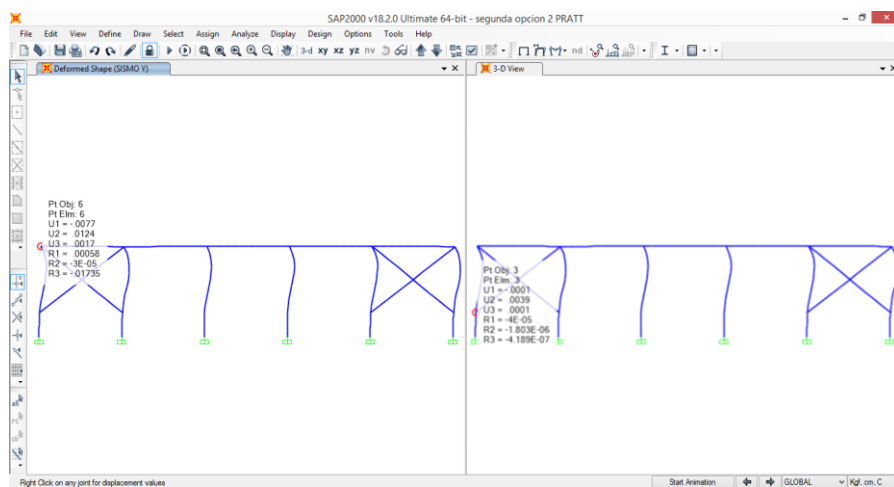 SAP2000 v18.2.0 Ultimate 64-bit - segunda opcion 2 PRATT
File Edit View Define Draw Select Assign Analyze Display Design Options Tools Help
3-d xy xz yz nv
nd
Deformed Shape (SISMO Y)
3-D View
Pt Obj: 6
Pt Elm: 6
U1 = -.0077
U2 = .0124
U3 = .0017
R1 = .00058
R2 = -3E-05
R3 = -.01735
Pt Obj: 3
Pt Elm: 3
U1 = -.0001
U2 = .0039
U3 = .0001
R1 = -4E-05
R2 = -1.803E-06
R3 = -4.189E-07
all
Right Click on any joint for displacement values
Start Animation
GLOBAL
Kgf, cm, C